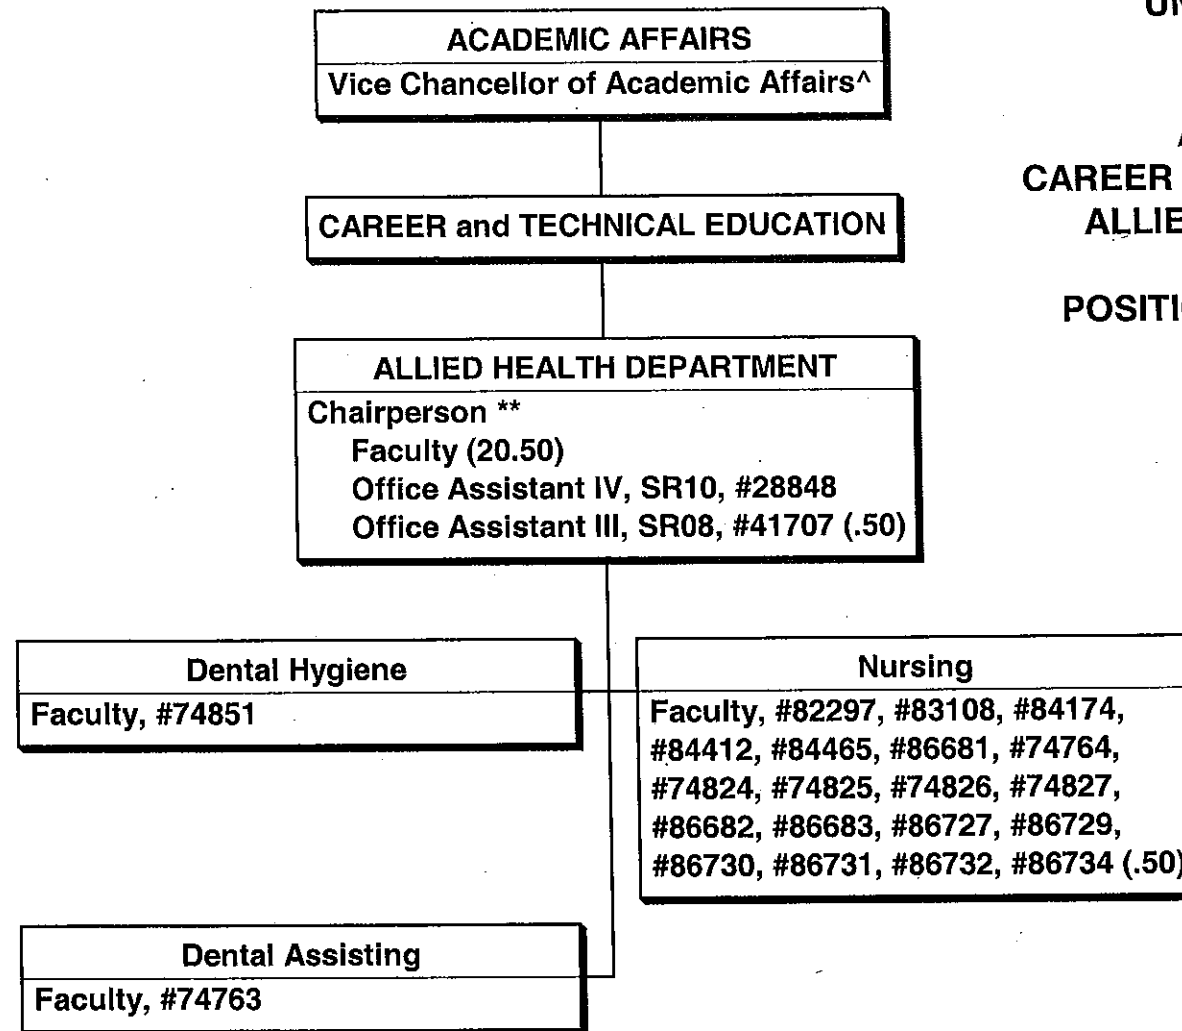 UN
ACADEMIC AFFAIRS
Vice Chancellor of Academic Affairs^
CAREER
CAREER and TECHNICAL EDUCATION
ALLIE
POSITI
ALLIED HEALTH DEPARTMENT
Chairperson **
Faculty (20.50)
Office Assistant IV, SR10, #28848
Office Assistant III, SR08, #41707 (.50)
Dental Hygiene
Faculty, #74851
Nursing
Faculty, #82297, #83108, #84174,
#84412, #84465, #86681, #74764,
#74824, #74825, #74826, #74827,
#86682, #86683, #86727, #86729,
#86730, #86731, #86732, #86734 (.50)
Dental Assisting
Faculty, #74763